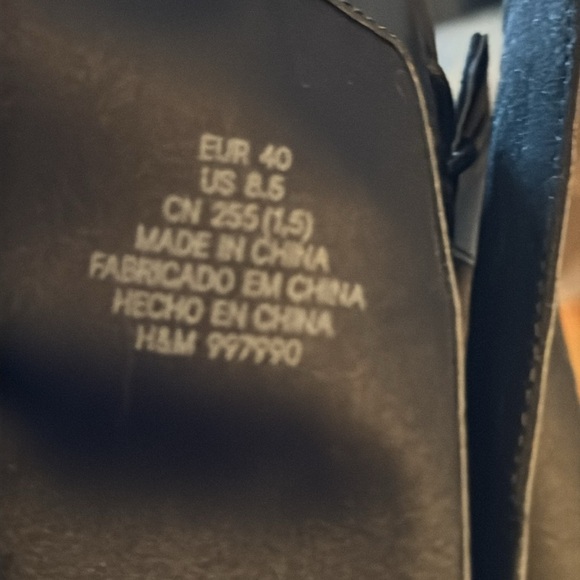 EUR 40
US 8.5
CN 255(1,5)
MADE IN CHINA
FABRICADO EM CHINA
HECHO EN CHINA
H&M 997990